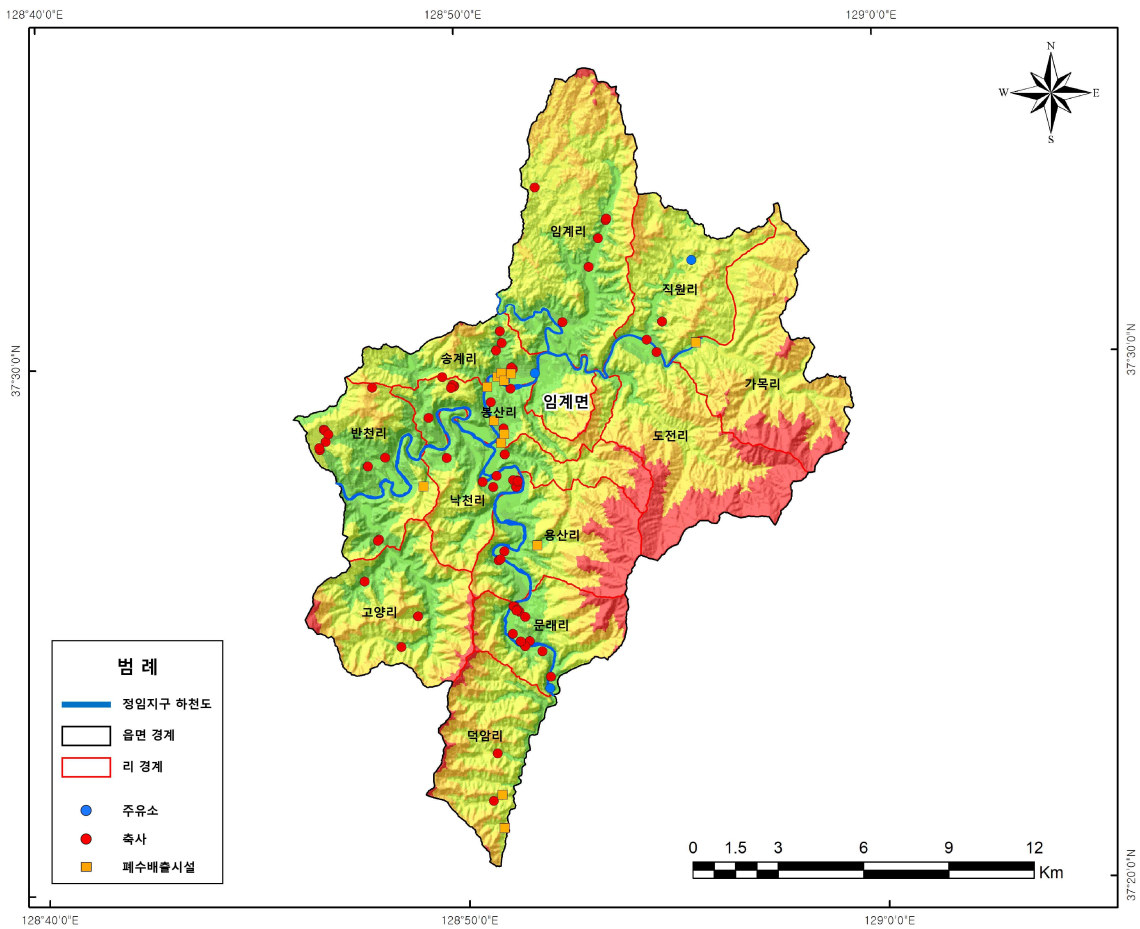 128°40'0"E
128°50'0"E
129°0'0"E
N
W
E
S
임계리
직원리
37°30'0"N
37°30'0"N
송계리
가목리
임계면
봉산리
반천리
도전리
낙천리
용산리
고양리
문래리
범 례
정임지구 하천도
읍면 경계
리 경계
주유소
축사
폐수배출시설
덕암리
0 1.5 3 6 9 12
Km
37°20'0"N
128°40'0"E
128°50'0"E
129°0'0"E